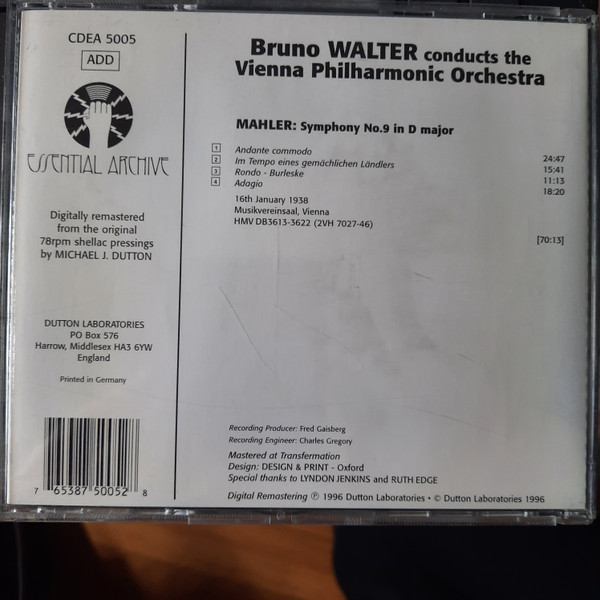 CDEA 5005
ADD
ESSENTIAL ARCHIVE
Digitally remastered
from the original
78rpm shellac pressings
by MICHAEL J. DUTTON
DUTTON LABORATORIES
PO Box 576
Harrow, Middlesex HA3 6YW
England
Printed in Germany
7 65387 50052 8
Bruno WALTER conducts the
Vienna Philharmonic Orchestra
MAHLER: Symphony No.9 in D major
1 Andante commodo 24:47
2 Im Tempo eines gemächlichen Ländlers 15:41
3 Rondo - Burleske 11:13
4 Adagio 18:20
16th January 1938
Musikvereinsaal, Vienna
HMV DB3613-3622 (2VH 7027-46)
[70:13]
Recording Producer: Fred Gaisberg
Recording Engineer: Charles Gregory
Mastered at Transfermation
Design: DESIGN & PRINT - Oxford
Special thanks to LYNDON JENKINS and RUTH EDGE
Digital Remastering ℗ 1996 Dutton Laboratories • © Dutton Laboratories 1996